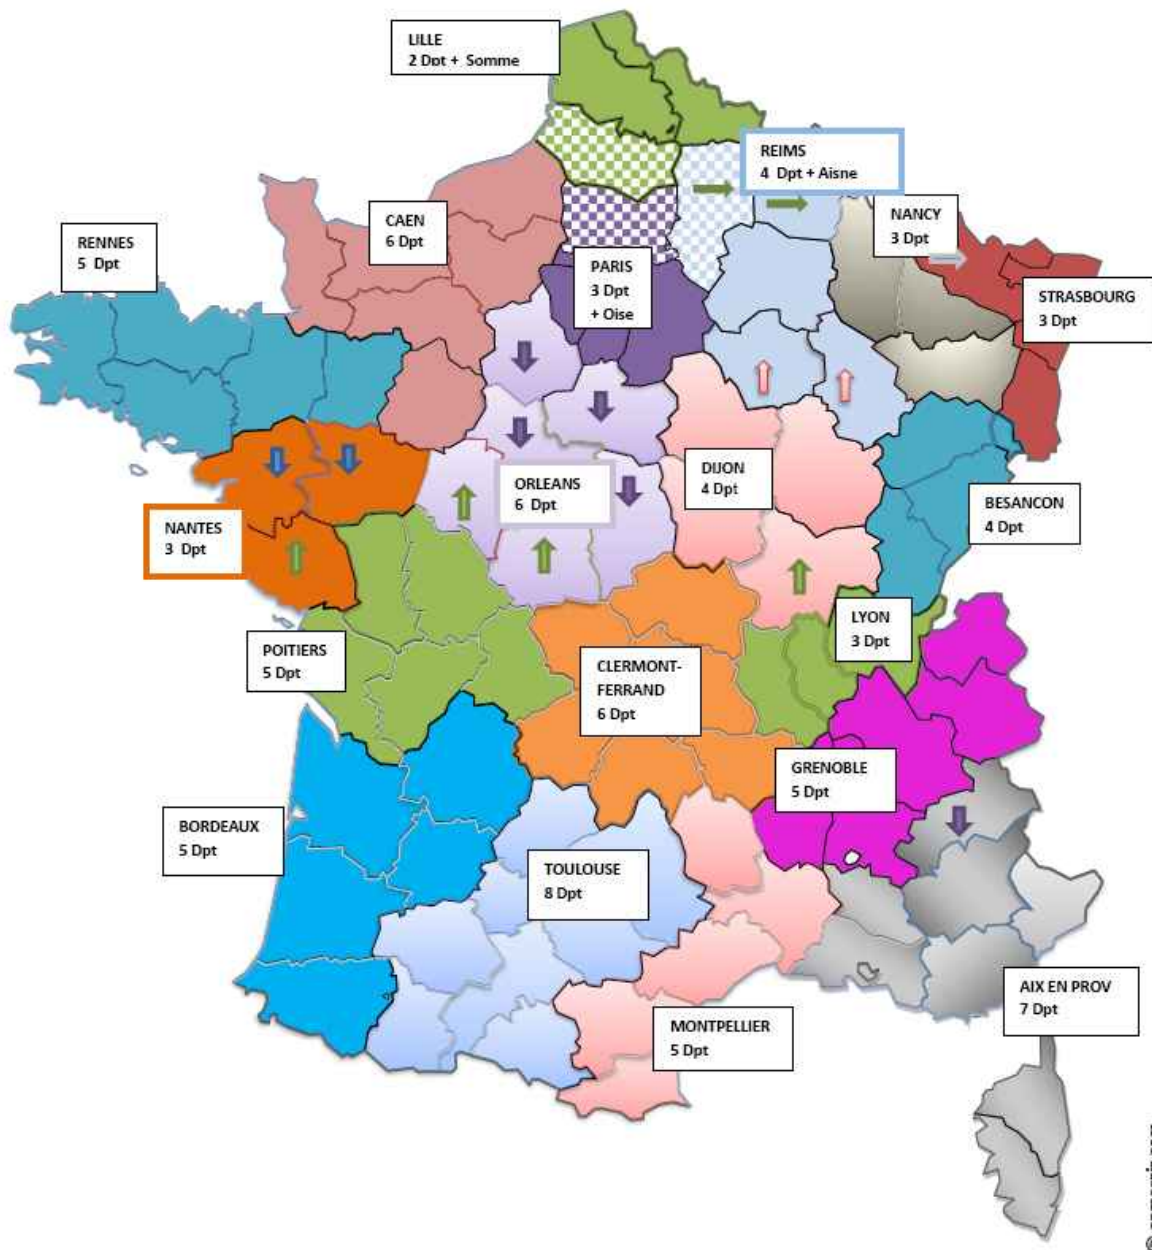 LILLE
2 Dpt + Somme
REIMS
4 Dpt + Aisne
NANCY
3 Dpt
CAEN
6 Dpt
RENNES
5 Dpt
PARIS
3 Dpt
+ Oise
STRASBOURG
3 Dpt
DIJON
4 Dpt
ORLEANS
6 Dpt
BESANCON
4 Dpt
NANTES
3 Dpt
LYON
3 Dpt
POITIERS
5 Dpt
CLERMONT-
FERRAND
6 Dpt
GRENOBLE
5 Dpt
BORDEAUX
5 Dpt
TOULOUSE
8 Dpt
AIX EN PROV
7 Dpt
MONTPELLIER
5 Dpt